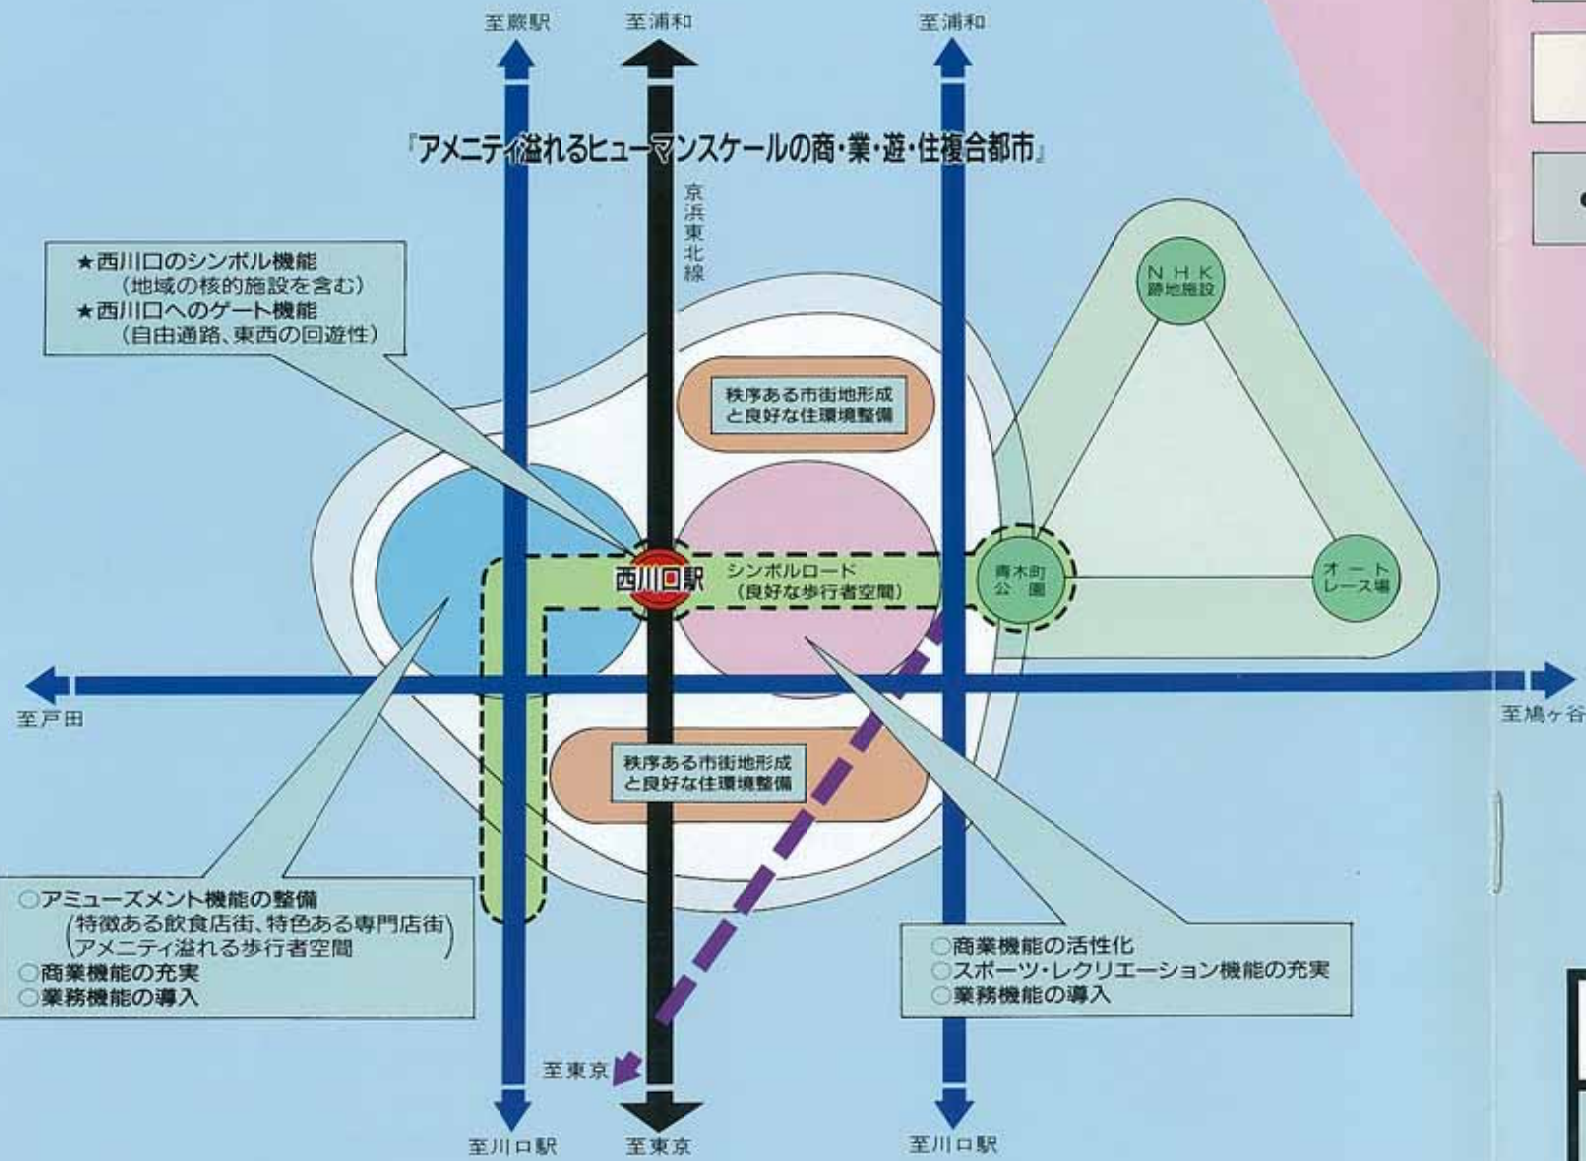 至蕨駅
至浦和
至浦和
『アメニティ溢れるヒューマンスケールの商・業・遊・住複合都市』
京浜東北線
★西川口のシンボル機能
(地域の核的施設を含む)
★西川口へのゲート機能
(自由通路、東西の回遊性)
NHK
跡地施設
秩序ある市街地形成
と良好な住環境整備
西川口駅
シンボルロード
(良好な歩行者空間)
青木町
公園
オート
レース場
至戸田
至鳩ヶ谷
秩序ある市街地形成
と良好な住環境整備
○アミューズメント機能の整備
(特徴ある飲食店街、特色ある専門店街
アメニティ溢れる歩行者空間)
○商業機能の充実
○業務機能の導入
○商業機能の活性化
○スポーツ・レクリエーション機能の充実
○業務機能の導入
至東京
至川口駅
至東京
至川口駅